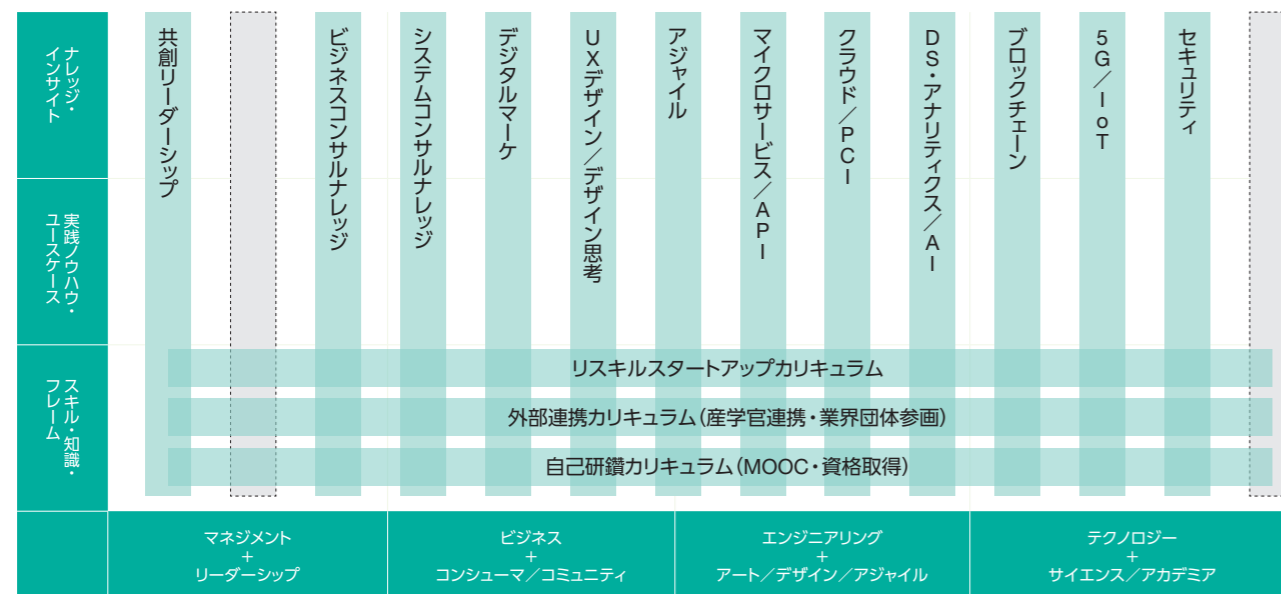 ナレッジ・
インサイト
共創リーダーシップ
ビジネスコンサルナレッジ
システムコンサルナレッジ
デジタルマーケ
UXデザイン／デザイン思考
アジャイル
マイクロサービス／API
クラウド／PCI
DS・アナリティクス／AI
ブロックチェーン
5G／IoT
セキュリティ
実践ノウハウ・
ユースケース
スキル・知識・
フレーム
リスキルスタートアップカリキュラム
外部連携カリキュラム（産学官連携・業界団体参画）
自己研鑽カリキュラム（MOOC・資格取得）
マネジメント
+
リーダーシップ
ビジネス
+
コンシューマ／コミュニティ
エンジニアリング
+
アート／デザイン／アジャイル
テクノロジー
+
サイエンス／アカデミア